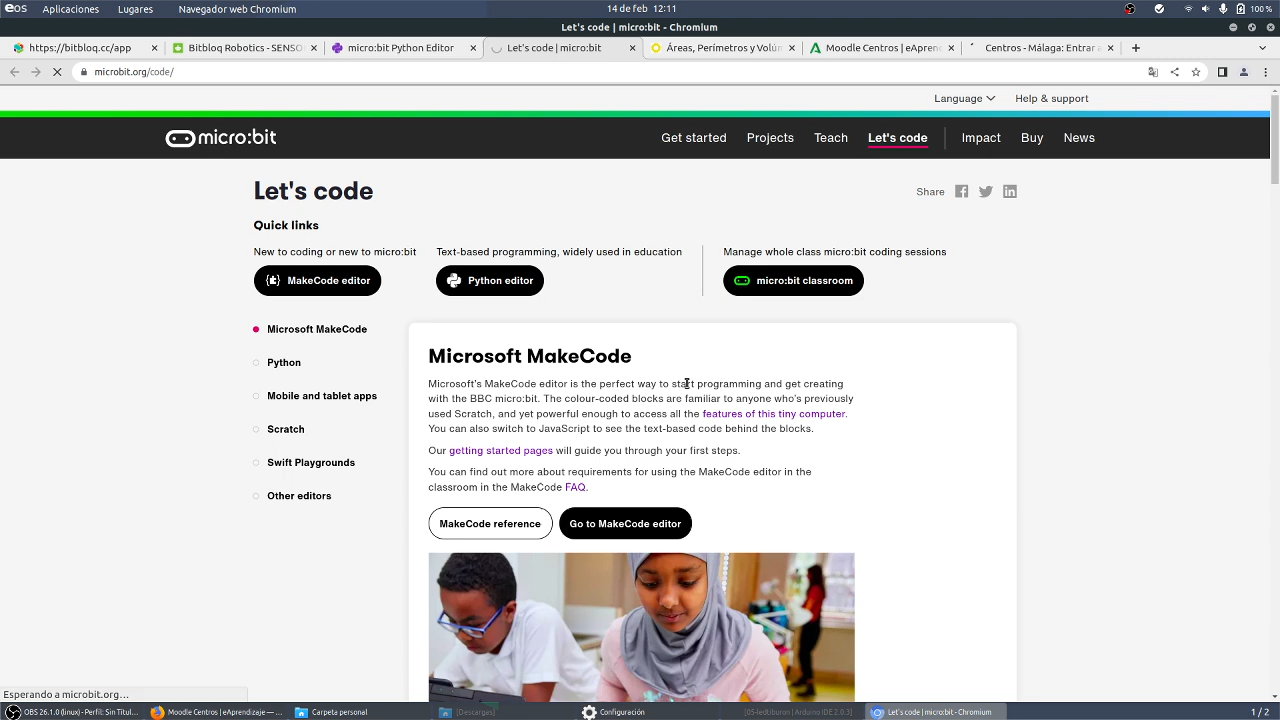 eOS Aplicaciones Lugares Navegador web Chromium 14 de feb 12:11 100 %
Let's code | micro:bit - Chromium
https://bitbloq.cc/app Bitbloq Robotics - SENSO micro:bit Python Editor Let's code | micro:bit Áreas, Perímetros y Volúm Moodle Centros | eAprend Centros - Málaga: Entrar a
microbit.org/code/
Language Help & support
micro:bit Get started Projects Teach Let's code Impact Buy News
Let's code
Share
Quick links
New to coding or new to micro:bit Text-based programming, widely used in education Manage whole class micro:bit coding sessions
MakeCode editor Python editor micro:bit classroom
Microsoft MakeCode
Python
Mobile and tablet apps
Scratch
Swift Playgrounds
Other editors
Microsoft MakeCode
Microsoft's MakeCode editor is the perfect way to start programming and get creating
with the BBC micro:bit. The colour-coded blocks are familiar to anyone who's previously
used Scratch, and yet powerful enough to access all the features of this tiny computer.
You can also switch to JavaScript to see the text-based code behind the blocks.
Our getting started pages will guide you through your first steps.
You can find out more about requirements for using the MakeCode editor in the
classroom in the MakeCode FAQ.
MakeCode reference Go to MakeCode editor
Esperando a microbit.org...
OBS 26.1.0 (linux) - Perfil: Sin Titul... Moodle Centros | eAprendizaje — ... Carpeta personal [Descargas] Configuración [05-ledtiburon | Arduino IDE 2.0.3] Let's code | micro:bit - Chromium 1 / 2